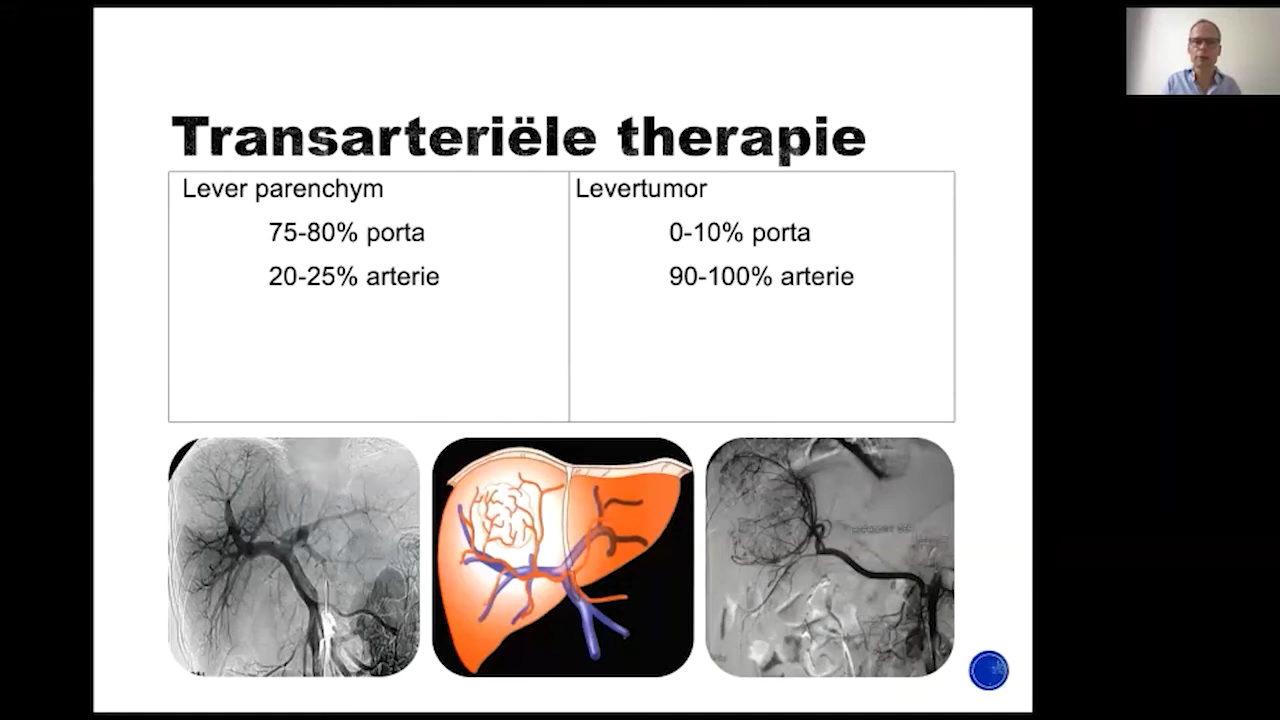 Transarteriële therapie
Lever parenchym
75-80% porta
20-25% arterie
Levertumor
0-10% porta
90-100% arterie